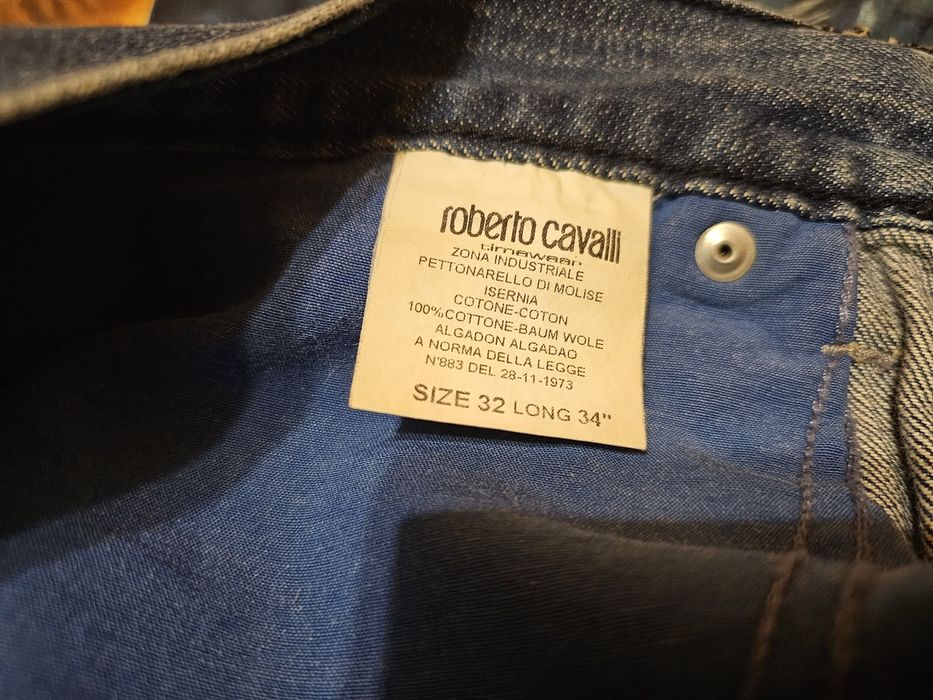 roberto cavalli
timewear
ZONA INDUSTRIALE
PETTONARELLO DI MOLISE
ISERNIA
COTONE-COTON
100%COTTONE-BAUM WOLE
ALGADON ALGADAO
A NORMA DELLA LEGGE
N'883 DEL 28-11-1973
SIZE 32 LONG 34"